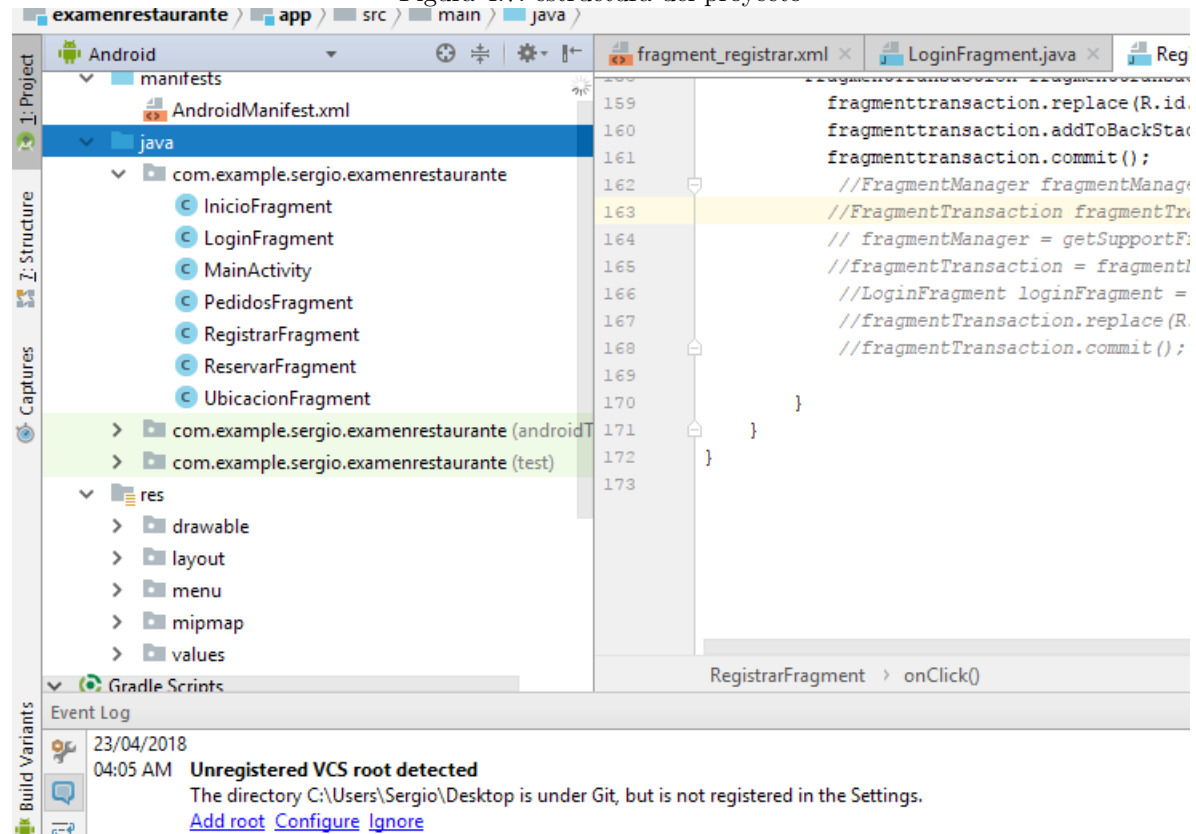 examenrestaurante app src main java
1: Project
7: Structure
Captures
Build Variants
Android
manifests
AndroidManifest.xml
java
com.example.sergio.examenrestaurante
InicioFragment
LoginFragment
MainActivity
PedidosFragment
RegistrarFragment
ReservarFragment
UbicacionFragment
com.example.sergio.examenrestaurante (androidT
com.example.sergio.examenrestaurante (test)
res
drawable
layout
menu
mipmap
values
Gradle Scripts
fragment_registrar.xml LoginFragment.java Reg
159 fragmenttransaction.replace(R.id.
160 fragmenttransaction.addToBackStac
161 fragmenttransaction.commit();
162 //FragmentManager fragmentManage
163 //FragmentTransaction fragmentTra
164 // fragmentManager = getSupportF
165 //fragmentTransaction = fragmentM
166 //LoginFragment loginFragment =
167 //fragmentTransaction.replace(R.
168 //fragmentTransaction.commit();
169
170 }
171 }
172 }
173
RegistrarFragment > onClick()
Event Log
23/04/2018
04:05 AM Unregistered VCS root detected
The directory C:\Users\Sergio\Desktop is under Git, but is not registered in the Settings.
Add root Configure Ignore